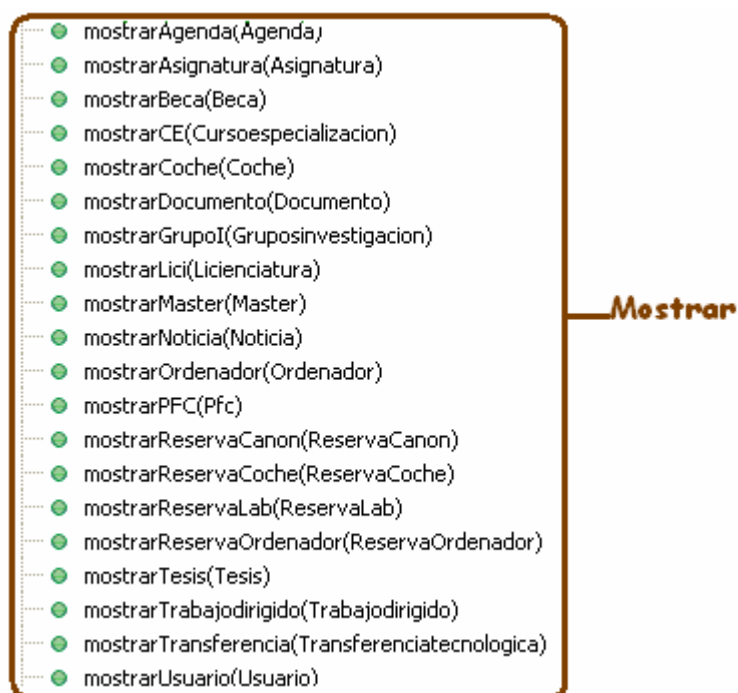 mostrarAgenda(Agenda)
mostrarAsignatura(Asignatura)
mostrarBeca(Beca)
mostrarCE(Cursoespecializacion)
mostrarCoche(Coche)
mostrarDocumento(Documento)
mostrarGrupoI(Gruposinvestigacion)
mostrarLici(Licienciatura)
mostrarMaster(Master)
mostrarNoticia(Noticia)
mostrarOrdenador(Ordenador)
mostrarPFC(Pfc)
mostrarReservaCanon(ReservaCanon)
mostrarReservaCoche(ReservaCoche)
mostrarReservaLab(ReservaLab)
mostrarReservaOrdenador(ReservaOrdenador)
mostrarTesis(Tesis)
mostrarTrabajodirigido(Trabajodirigido)
mostrarTransferencia(Transferenciatecnologica)
mostrarUsuario(Usuario)
Mostrar